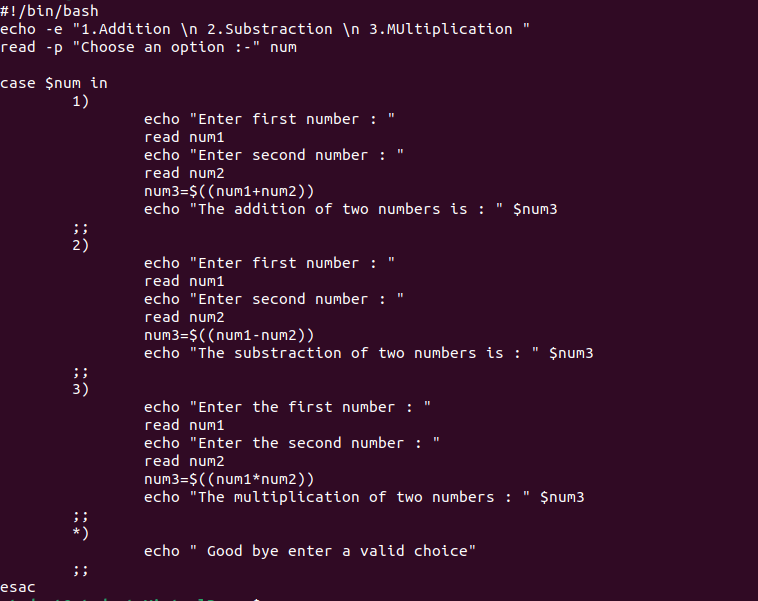 #!/bin/bash
echo -e "1.Addition \n 2.Substraction \n 3.MUltiplication "
read -p "Choose an option :-" num
case $num in
1)
echo "Enter first number : "
read num1
echo "Enter second number : "
read num2
num3=$((num1+num2))
echo "The addition of two numbers is : " $num3
;;
2)
echo "Enter first number : "
read num1
echo "Enter second number : "
read num2
num3=$((num1-num2))
echo "The substraction of two numbers is : " $num3
;;
3)
echo "Enter the first number : "
read num1
echo "Enter the second number : "
read num2
num3=$((num1*num2))
echo "The multiplication of two numbers : " $num3
;;
*)
echo " Good bye enter a valid choice"
;;
esac